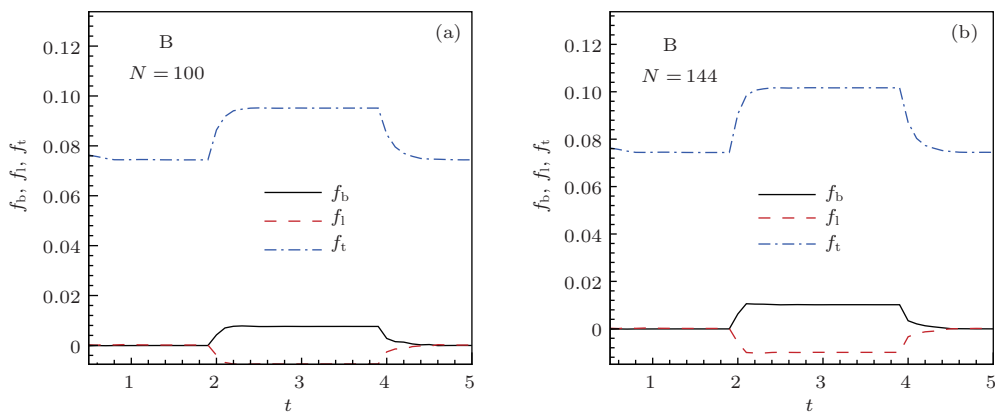 (a)
B
N = 100
0.12
0.10
0.08
0.06
0.04
0.02
0
f_b, f_l, f_t
f_b
f_l
f_t
1 2 3 4 5
t
(b)
B
N = 144
0.12
0.10
0.08
0.06
0.04
0.02
0
f_b, f_l, f_t
f_b
f_l
f_t
1 2 3 4 5
t